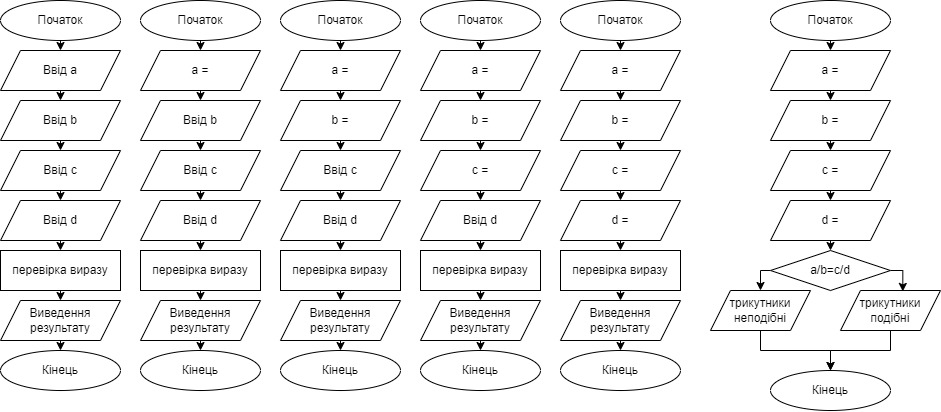 Початок
Ввід a
Ввід b
Ввід c
Ввід d
перевірка виразу
Виведення
результату
Кінець
Початок
a =
Ввід b
Ввід c
Ввід d
перевірка виразу
Виведення
результату
Кінець
Початок
a =
b =
Ввід c
Ввід d
перевірка виразу
Виведення
результату
Кінець
Початок
a =
b =
c =
Ввід d
перевірка виразу
Виведення
результату
Кінець
Початок
a =
b =
c =
d =
перевірка виразу
Виведення
результату
Кінець
Початок
a =
b =
c =
d =
a/b=c/d
трикутники
неподібні
трикутники
подібні
Кінець